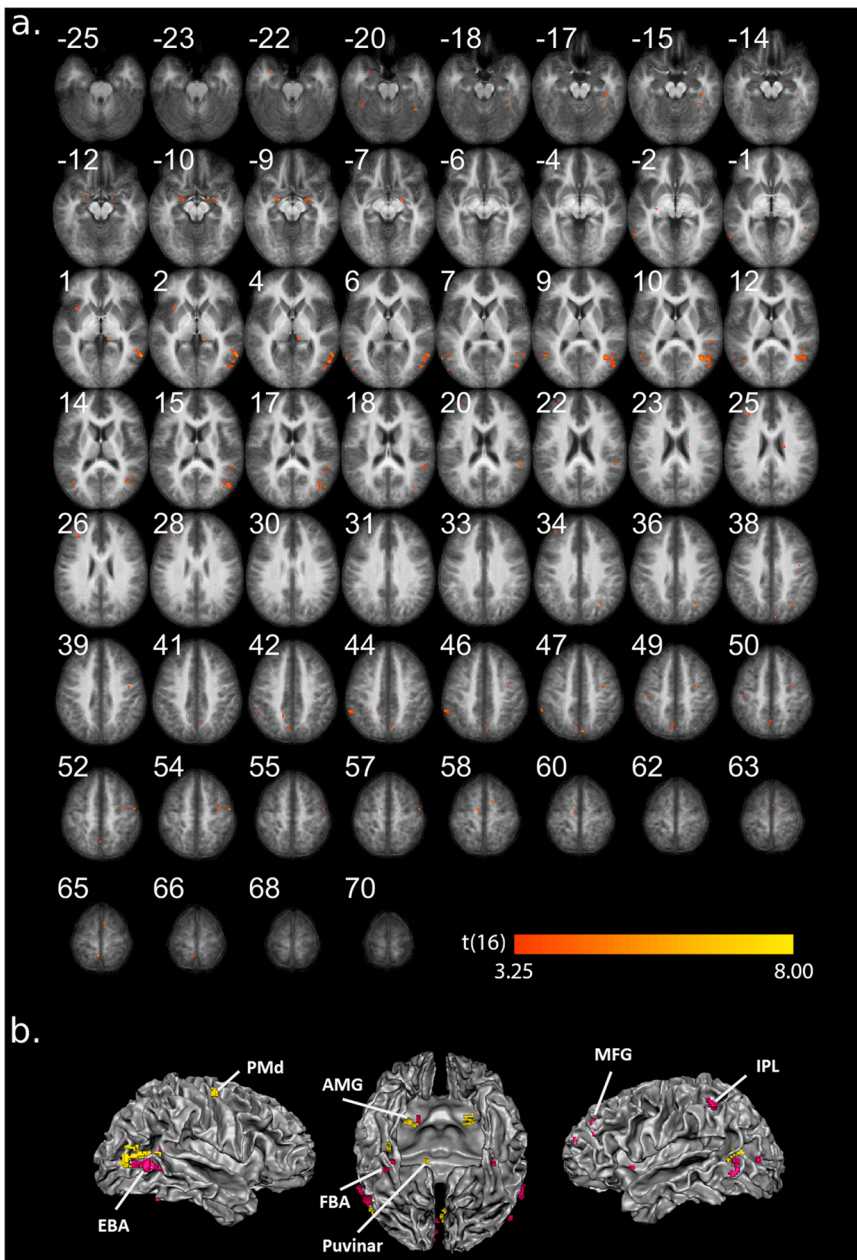 a.
-25 -23 -22 -20 -18 -17 -15 -14
-12 -10 -9 -7 -6 -4 -2 -1
1 2 4 6 7 9 10 12
14 15 17 18 20 22 23 25
26 28 30 31 33 34 36 38
39 41 42 44 46 47 49 50
52 54 55 57 58 60 62 63
65 66 68 70
t(16)
3.25 8.00
b.
PMd AMG MFG IPL
EBA FBA Puvinar